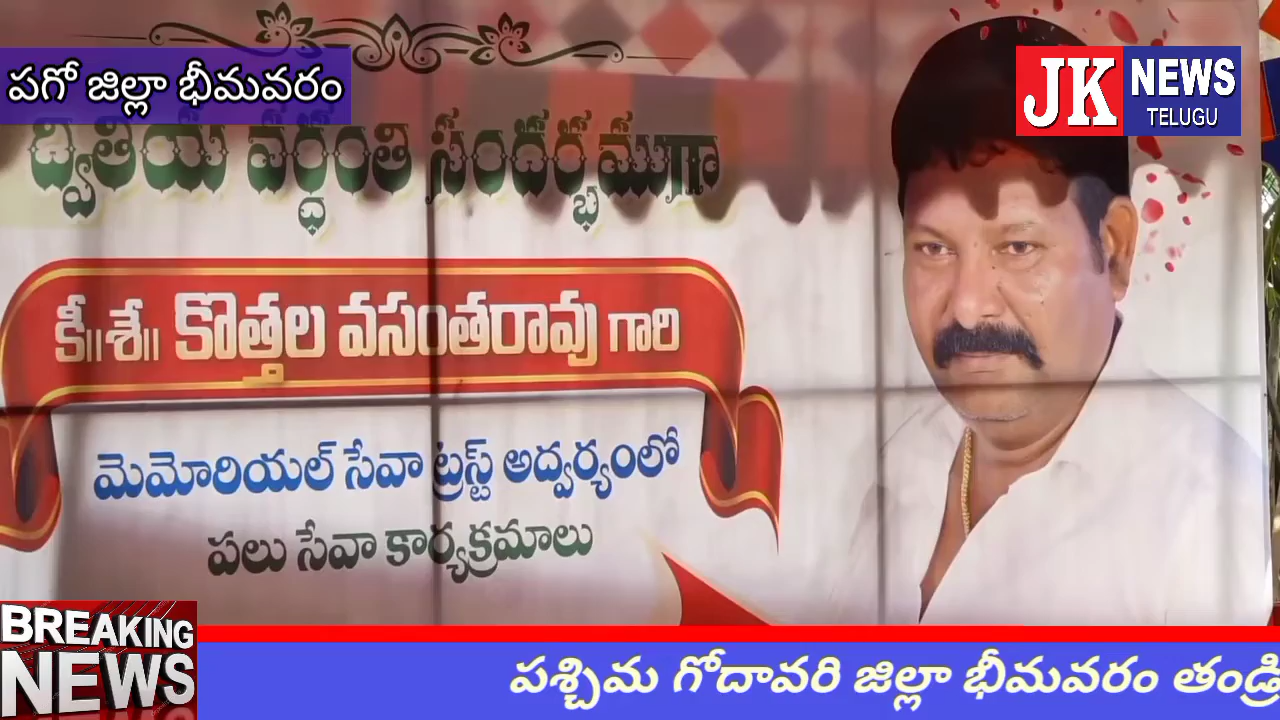 పగో జిల్లా భీమవరం
JK NEWS
TELUGU
ద్వితీయ వర్ధంతి సందర్భముగా
కీ॥శే॥ కొత్తల వసంతరావు గారి
మెమోరియల్ సేవా ట్రస్ట్ అద్వర్యంలో
పలు సేవా కార్యక్రమాలు
BREAKING
NEWS
పశ్చిమ గోదావరి జిల్లా భీమవరం తండ్రి